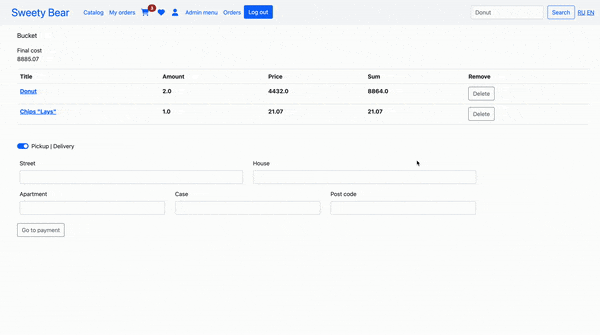 Sweety Bear Catalog My orders 3 Admin menu Orders Log out Donut Search RU EN
Bucket
Final cost
8885.07
Title Amount Price Sum Remove
Donut 2.0 4432.0 8864.0 Delete
Chips "Lays" 1.0 21.07 21.07 Delete
Pickup | Delivery
Street House
Apartment Case Post code
Go to payment